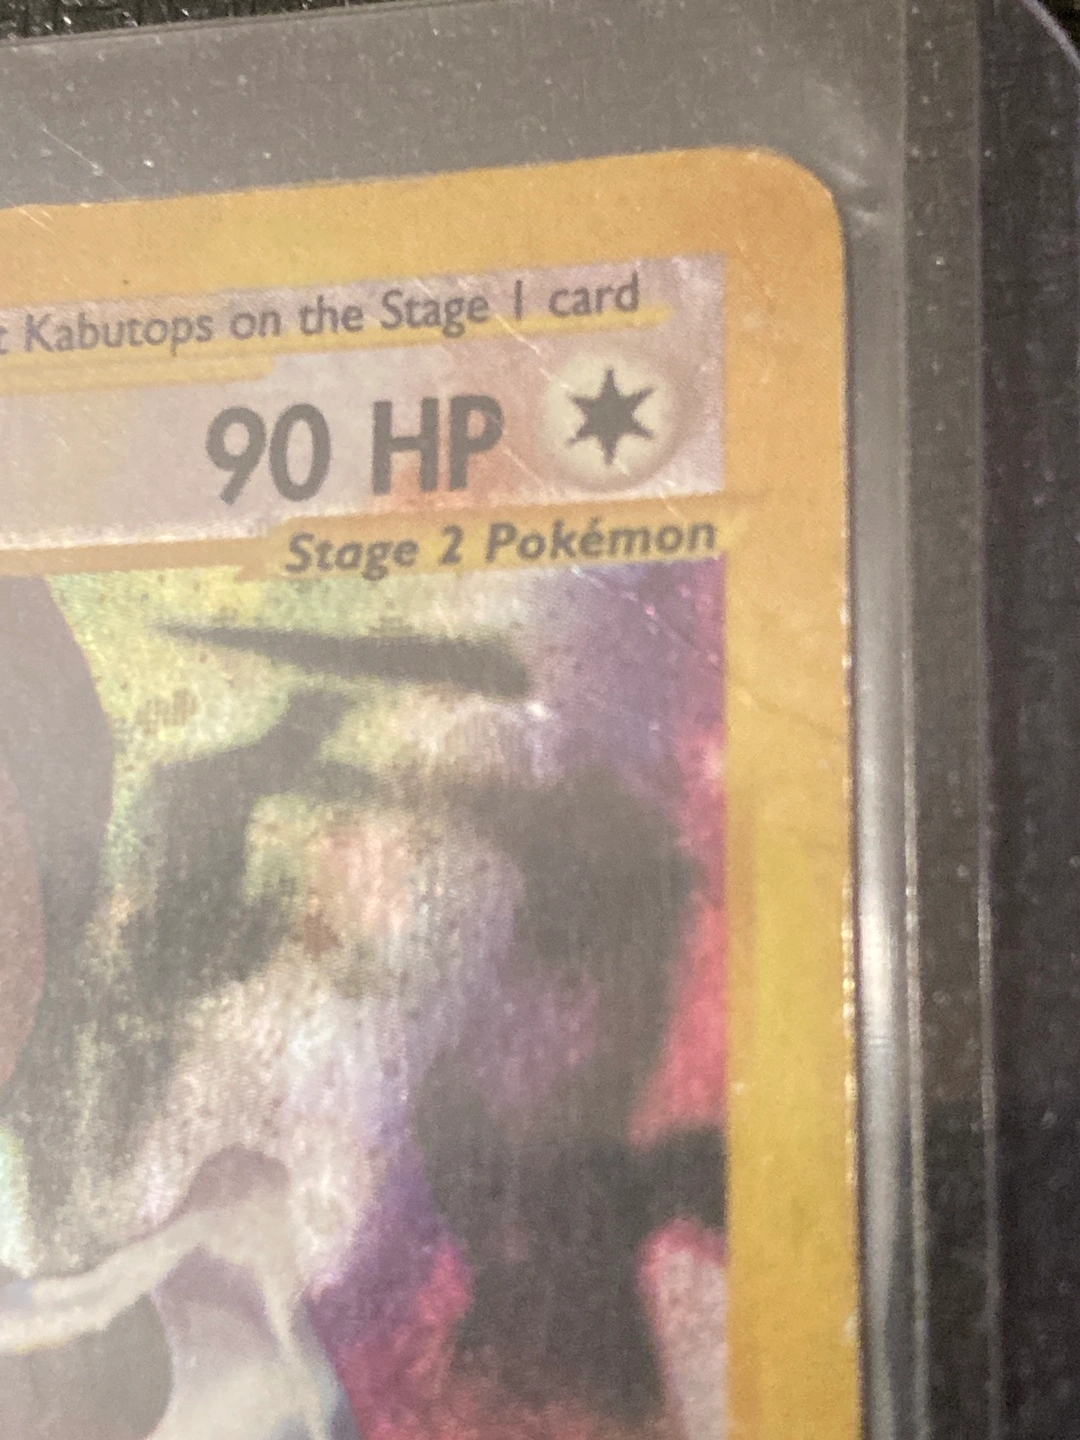 t Kabutops on the Stage 1 card
90 HP
Stage 2 Pokémon